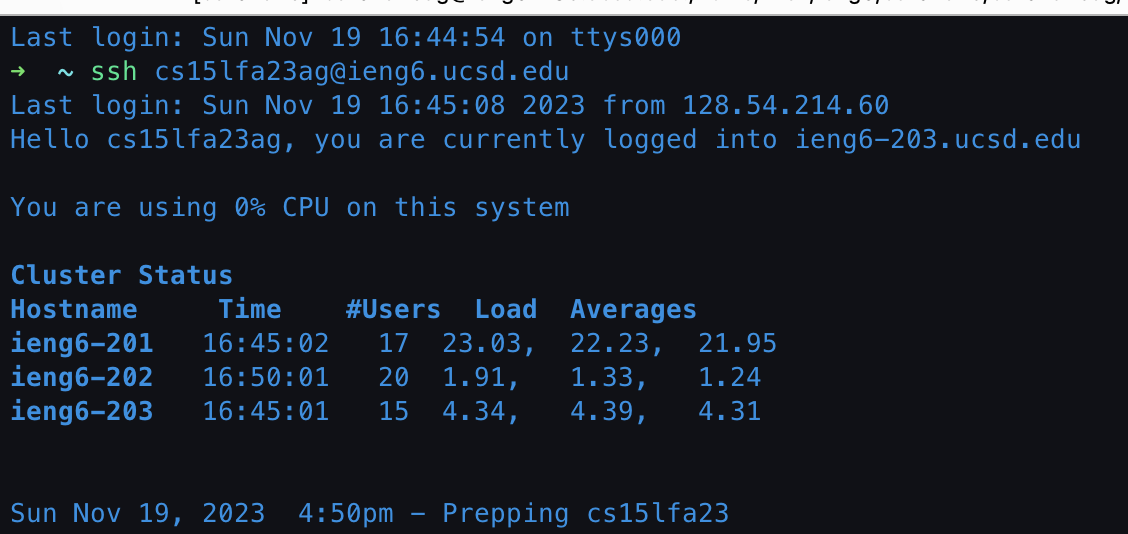 Last login: Sun Nov 19 16:44:54 on ttys000
→ ~ ssh cs15lfa23ag@ieng6.ucsd.edu
Last login: Sun Nov 19 16:45:08 2023 from 128.54.214.60
Hello cs15lfa23ag, you are currently logged into ieng6-203.ucsd.edu
You are using 0% CPU on this system
Cluster Status
Hostname Time #Users Load Averages
ieng6-201 16:45:02 17 23.03, 22.23, 21.95
ieng6-202 16:50:01 20 1.91, 1.33, 1.24
ieng6-203 16:45:01 15 4.34, 4.39, 4.31
Sun Nov 19, 2023 4:50pm - Prepping cs15lfa23